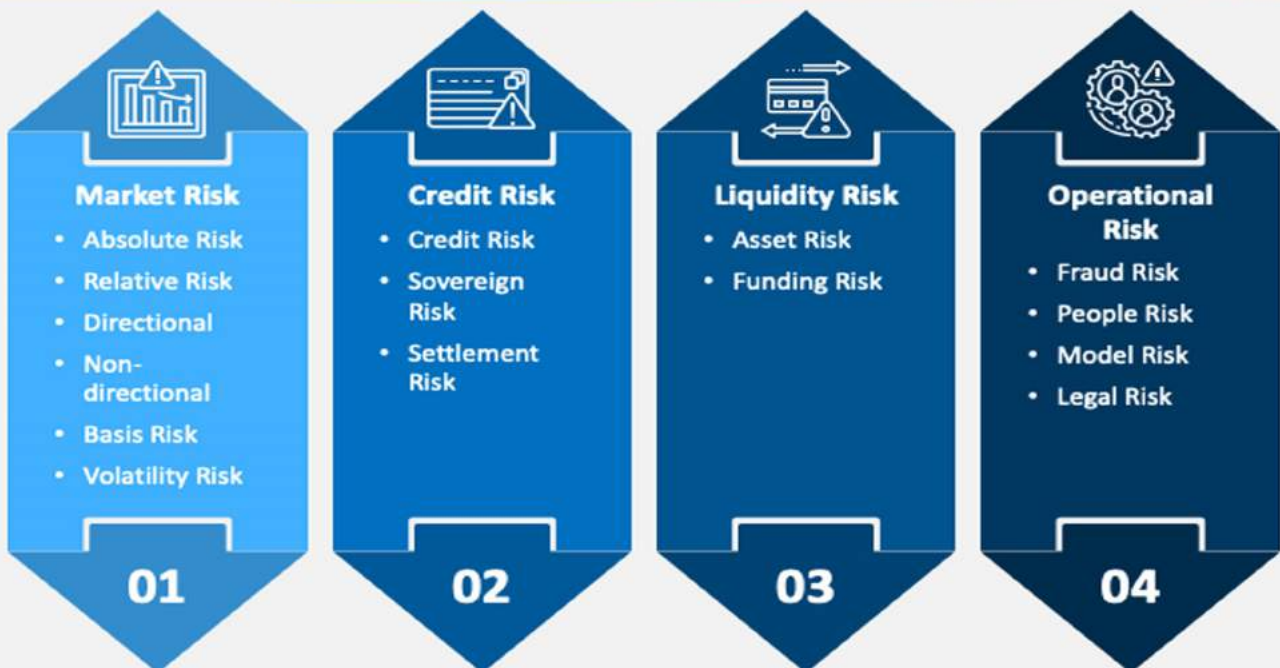 Market Risk
• Absolute Risk
• Relative Risk
• Directional
• Non-
directional
• Basis Risk
• Volatility Risk
01
Credit Risk
• Credit Risk
• Sovereign
Risk
• Settlement
Risk
02
Liquidity Risk
• Asset Risk
• Funding Risk
03
Operational
Risk
• Fraud Risk
• People Risk
• Model Risk
• Legal Risk
04